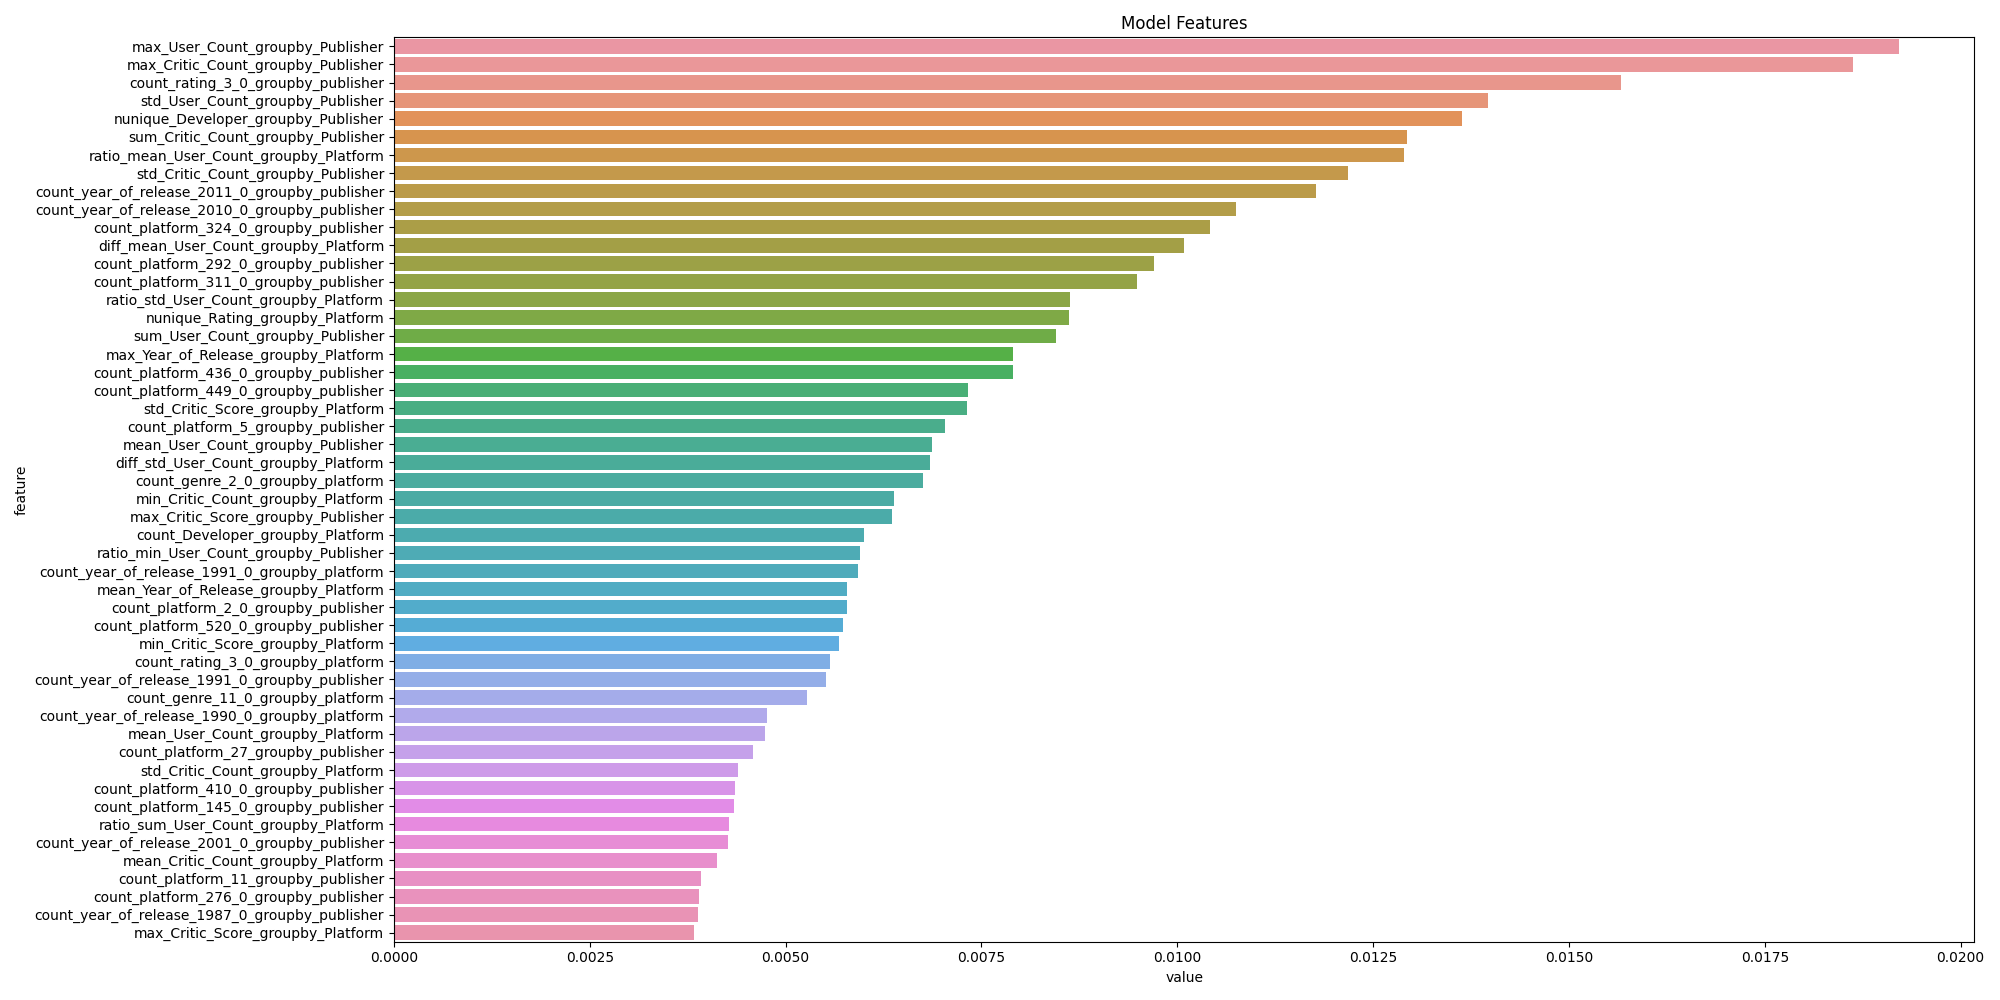 Model Features
max_User_Count_groupby_Publisher
max_Critic_Count_groupby_Publisher
count_rating_3_0_groupby_publisher
std_User_Count_groupby_Publisher
nunique_Developer_groupby_Publisher
sum_Critic_Count_groupby_Publisher
ratio_mean_User_Count_groupby_Platform
std_Critic_Count_groupby_Publisher
count_year_of_release_2011_0_groupby_publisher
count_year_of_release_2010_0_groupby_publisher
count_platform_324_0_groupby_publisher
diff_mean_User_Count_groupby_Platform
count_platform_292_0_groupby_publisher
count_platform_311_0_groupby_publisher
ratio_std_User_Count_groupby_Platform
nunique_Rating_groupby_Platform
sum_User_Count_groupby_Publisher
max_Year_of_Release_groupby_Platform
count_platform_436_0_groupby_publisher
count_platform_449_0_groupby_publisher
std_Critic_Score_groupby_Platform
count_platform_5_groupby_publisher
mean_User_Count_groupby_Publisher
diff_std_User_Count_groupby_Platform
count_genre_2_0_groupby_platform
min_Critic_Count_groupby_Platform
max_Critic_Score_groupby_Publisher
count_Developer_groupby_Platform
ratio_min_User_Count_groupby_Publisher
count_year_of_release_1991_0_groupby_platform
mean_Year_of_Release_groupby_Platform
count_platform_2_0_groupby_publisher
count_platform_520_0_groupby_publisher
min_Critic_Score_groupby_Platform
count_rating_3_0_groupby_platform
count_year_of_release_1991_0_groupby_publisher
count_genre_11_0_groupby_platform
count_year_of_release_1990_0_groupby_platform
mean_User_Count_groupby_Platform
count_platform_27_groupby_publisher
std_Critic_Count_groupby_Platform
count_platform_410_0_groupby_publisher
count_platform_145_0_groupby_publisher
ratio_sum_User_Count_groupby_Platform
count_year_of_release_2001_0_groupby_publisher
mean_Critic_Count_groupby_Platform
count_platform_11_groupby_publisher
count_platform_276_0_groupby_publisher
count_year_of_release_1987_0_groupby_publisher
max_Critic_Score_groupby_Platform
feature
0.0000 0.0025 0.0050 0.0075 0.0100 0.0125 0.0150 0.0175 0.0200
value